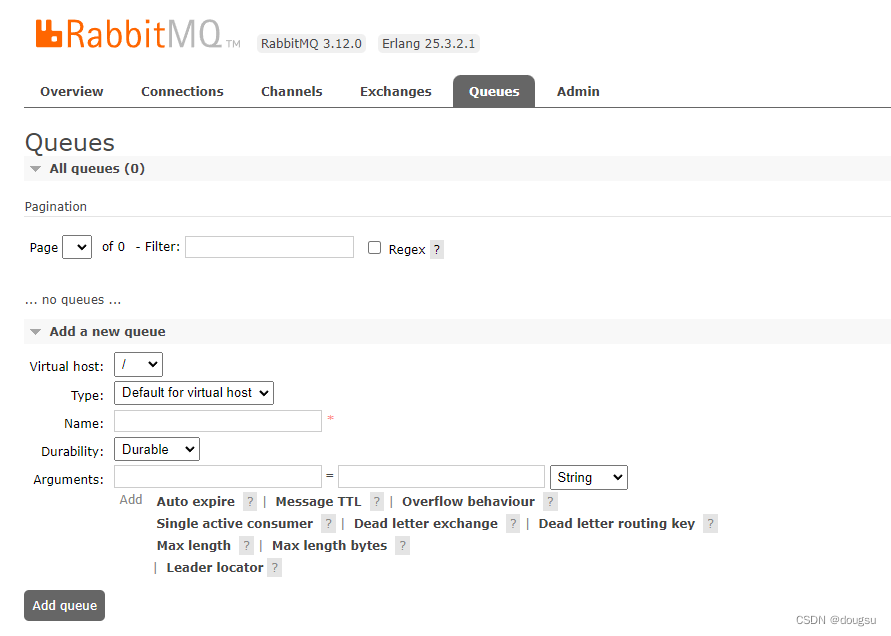 RabbitMQ TM RabbitMQ 3.12.0 Erlang 25.3.2.1
Overview Connections Channels Exchanges Queues Admin
Queues
All queues (0)
Pagination
Page of 0 - Filter: Regex ?
... no queues ...
Add a new queue
Virtual host: /
Type: Default for virtual host
Name: *
Durability: Durable
Arguments: = String
Add Auto expire ? | Message TTL ? | Overflow behaviour ?
Single active consumer ? | Dead letter exchange ? | Dead letter routing key ?
Max length ? | Max length bytes ?
| Leader locator ?
Add queue
CSDN @dougsu